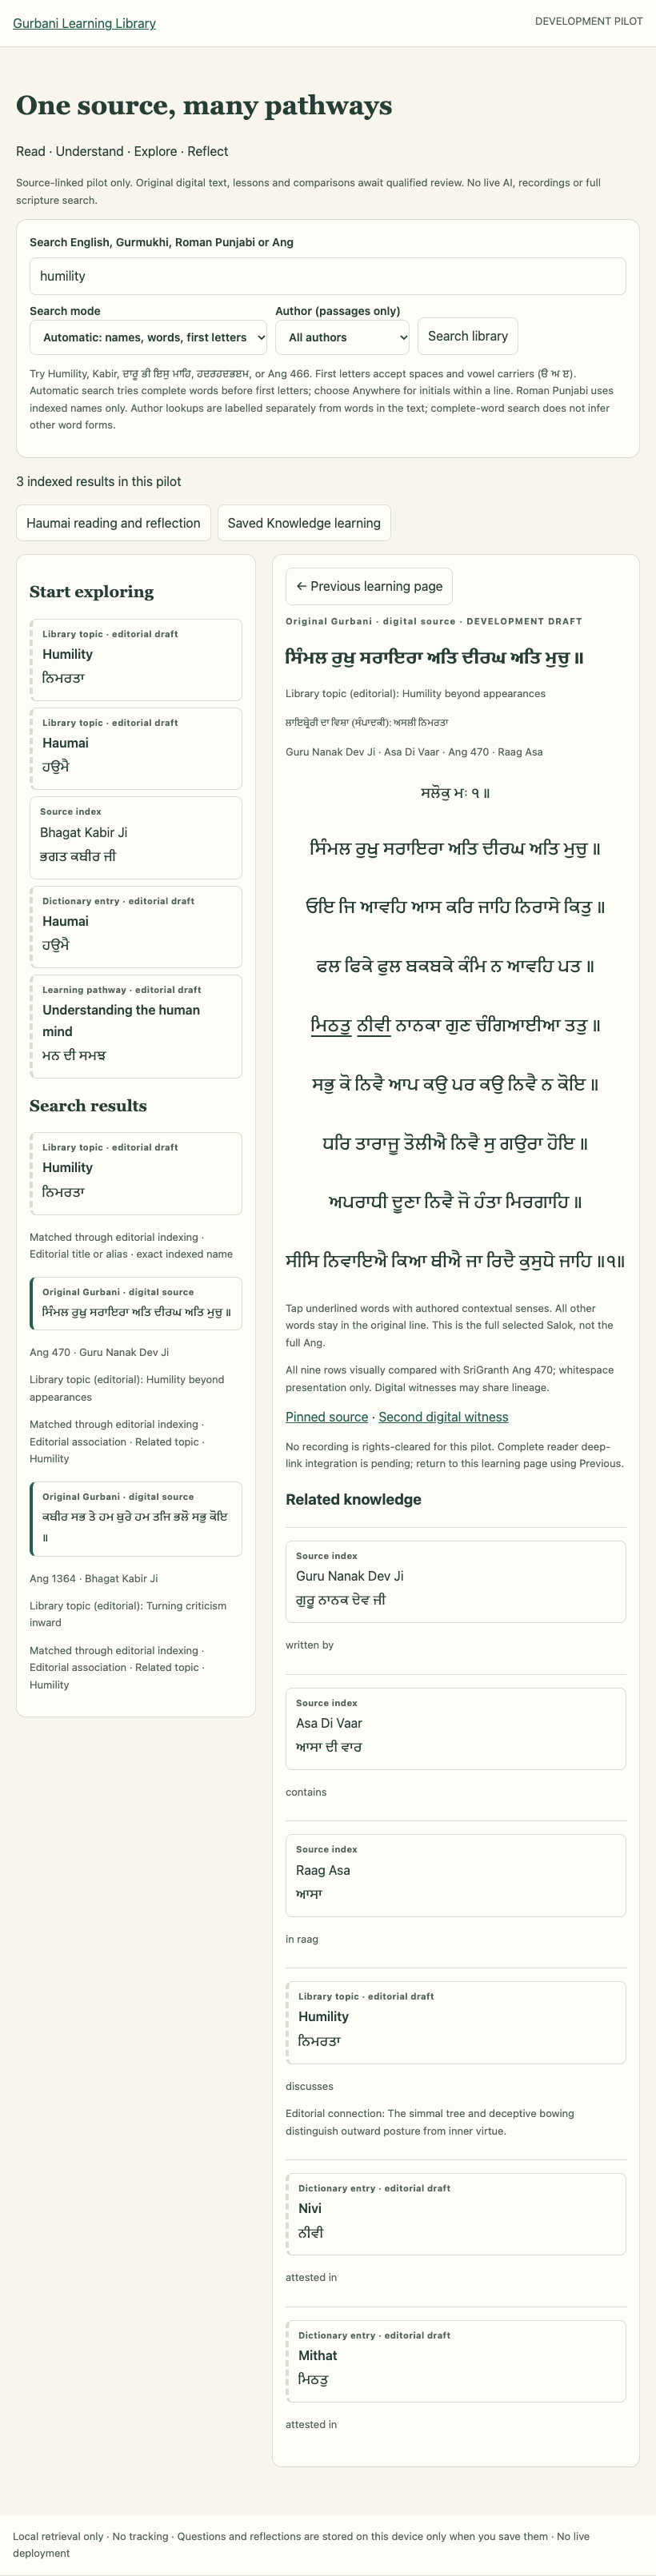 Gurbani Learning Library
DEVELOPMENT PILOT
One source, many pathways
Read · Understand · Explore · Reflect
Source-linked pilot only. Original digital text, lessons and comparisons await qualified review. No live AI, recordings or full
scripture search.
Search English, Gurmukhi, Roman Punjabi or Ang
humility
Search mode
Automatic: names, words, first letters
Author (passages only)
All authors
Search library
Try Humility, Kabir, ਦਾਰੂ ਭੀ ਇਸੁ ਮਾਹਿ, ਹਦਰਹਦਭਇਮ, or Ang 466. First letters accept spaces and vowel carriers (ੳ ਅ ੲ).
Automatic search tries complete words before first letters; choose Anywhere for initials within a line. Roman Punjabi uses
indexed names only. Author lookups are labelled separately from words in the text; complete-word search does not infer
other word forms.
3 indexed results in this pilot
Haumai reading and reflection
Saved Knowledge learning
Start exploring
Library topic · editorial draft
Humility
ਨਿਮਰਤਾ
Library topic · editorial draft
Haumai
ਹਉਮੈ
Source index
Bhagat Kabir Ji
ਭਗਤ ਕਬੀਰ ਜੀ
Dictionary entry · editorial draft
Haumai
ਹਉਮੈ
Learning pathway · editorial draft
Understanding the human
mind
ਮਨ ਦੀ ਸਮਝ
Search results
Library topic · editorial draft
Humility
ਨਿਮਰਤਾ
Matched through editorial indexing ·
Editorial title or alias · exact indexed name
Original Gurbani · digital source
ਸਿੰਮਲ ਰੁਖੁ ਸਰਾਇਰਾ ਅਤਿ ਦੀਰਘ ਅਤਿ ਮੁਚੁ ॥
Ang 470 · Guru Nanak Dev Ji
Library topic (editorial): Humility beyond
appearances
Matched through editorial indexing ·
Editorial association · Related topic ·
Humility
Original Gurbani · digital source
ਕਬੀਰ ਸਭ ਤੇ ਹਮ ਬੁਰੇ ਹਮ ਤਜਿ ਭਲੋ ਸਭੁ ਕੋਇ
॥
Ang 1364 · Bhagat Kabir Ji
Library topic (editorial): Turning criticism
inward
Matched through editorial indexing ·
Editorial association · Related topic ·
Humility
← Previous learning page
Original Gurbani · digital source · DEVELOPMENT DRAFT
ਸਿੰਮਲ ਰੁਖੁ ਸਰਾਇਰਾ ਅਤਿ ਦੀਰਘ ਅਤਿ ਮੁਚੁ ॥
Library topic (editorial): Humility beyond appearances
ਲਾਇਬ੍ਰੇਰੀ ਦਾ ਵਿਸ਼ਾ (ਸੰਪਾਦਕੀ): ਅਸਲੀ ਨਿਮਰਤਾ
Guru Nanak Dev Ji · Asa Di Vaar · Ang 470 · Raag Asa
ਸਲੋਕੁ ਮਃ ੧ ॥
ਸਿੰਮਲ ਰੁਖੁ ਸਰਾਇਰਾ ਅਤਿ ਦੀਰਘ ਅਤਿ ਮੁਚੁ ॥
ਓਇ ਜਿ ਆਵਹਿ ਆਸ ਕਰਿ ਜਾਹਿ ਨਿਰਾਸੇ ਕਿਤੁ ॥
ਫਲ ਫਿਕੇ ਫੁਲ ਬਕਬਕੇ ਕੰਮਿ ਨ ਆਵਹਿ ਪਤ ॥
ਮਿਠਤੁ ਨੀਵੀ ਨਾਨਕਾ ਗੁਣ ਚੰਗਿਆਈਆ ਤਤੁ ॥
ਸਭੁ ਕੋ ਨਿਵੈ ਆਪ ਕਉ ਪਰ ਕਉ ਨਿਵੈ ਨ ਕੋਇ ॥
ਧਰਿ ਤਾਰਾਜੂ ਤੋਲੀਐ ਨਿਵੈ ਸੁ ਗਉਰਾ ਹੋਇ ॥
ਅਪਰਾਧੀ ਦੂਣਾ ਨਿਵੈ ਜੋ ਹੰਤਾ ਮਿਰਗਾਹਿ ॥
ਸੀਸਿ ਨਿਵਾਇਐ ਕਿਆ ਥੀਐ ਜਾ ਰਿਦੈ ਕੁਸੁਧੇ ਜਾਹਿ ॥੧॥
Tap underlined words with authored contextual senses. All other
words stay in the original line. This is the full selected Salok, not the
full Ang.
All nine rows visually compared with SriGranth Ang 470; whitespace
presentation only. Digital witnesses may share lineage.
Pinned source · Second digital witness
No recording is rights-cleared for this pilot. Complete reader deep-
link integration is pending; return to this learning page using Previous.
Related knowledge
Source index
Guru Nanak Dev Ji
ਗੁਰੂ ਨਾਨਕ ਦੇਵ ਜੀ
written by
Source index
Asa Di Vaar
ਆਸਾ ਦੀ ਵਾਰ
contains
Source index
Raag Asa
ਆਸਾ
in raag
Library topic · editorial draft
Humility
ਨਿਮਰਤਾ
discusses
Editorial connection: The simmal tree and deceptive bowing
distinguish outward posture from inner virtue.
Dictionary entry · editorial draft
Nivi
ਨੀਵੀ
attested in
Dictionary entry · editorial draft
Mithat
ਮਿਠਤੁ
attested in
Local retrieval only · No tracking · Questions and reflections are stored on this device only when you save them · No live
deployment